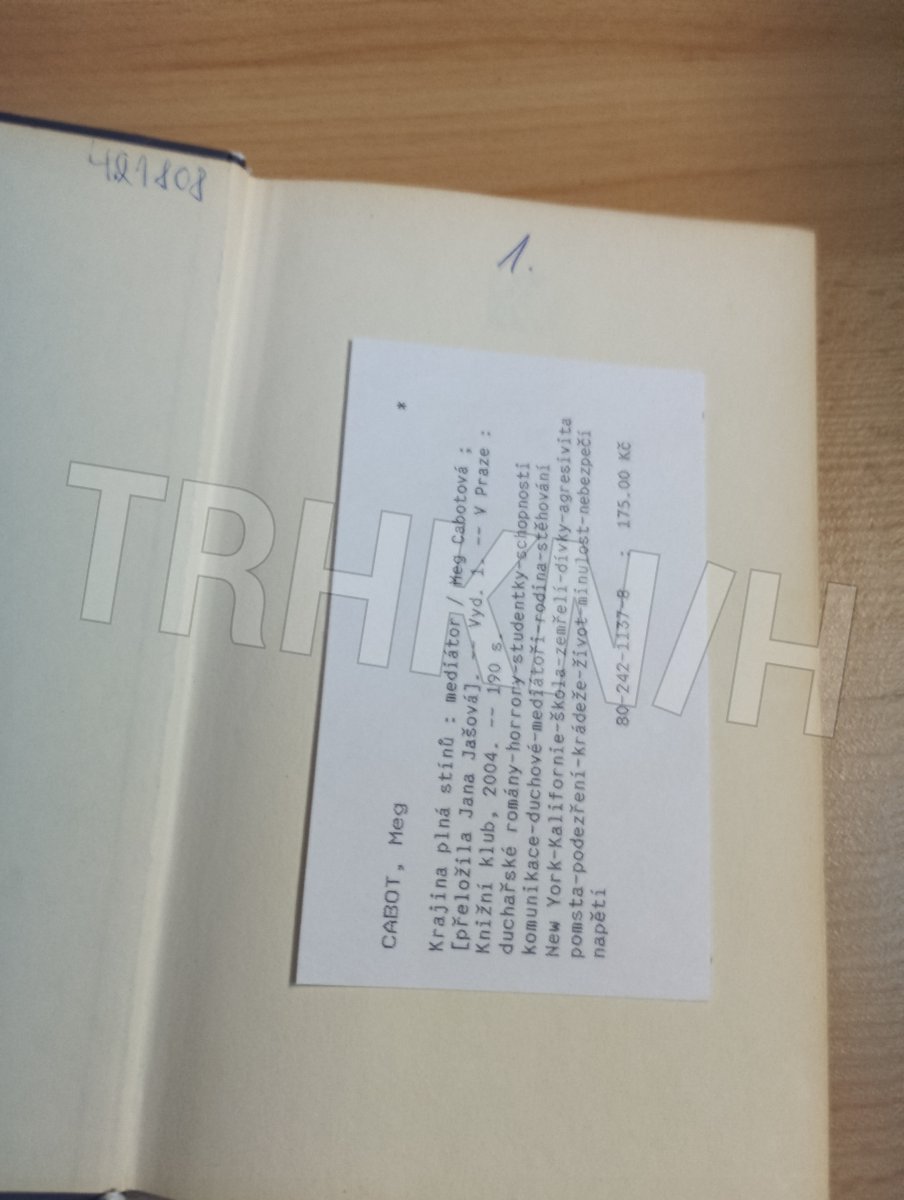 421808
1.
CABOT, Meg
*
Krajina plná stínů : mediátor / Meg Cabotová ;
[přeložila Jana Jašová]. -- Vyd. 1. -- V Praze :
Knižní klub, 2004. -- 190 s.
duchařské romány-horrory-studentky-schopnosti
komunikace-duchové-mediátoři-rodina-stěhování
New York-Kalifornie-škola-zemřelí-dívky-agresivita
pomsta-podezření-krádeže-život-minulost-nebezpečí
napětí
80-242-1137-8 : 175.00 Kč
TRHKNIH